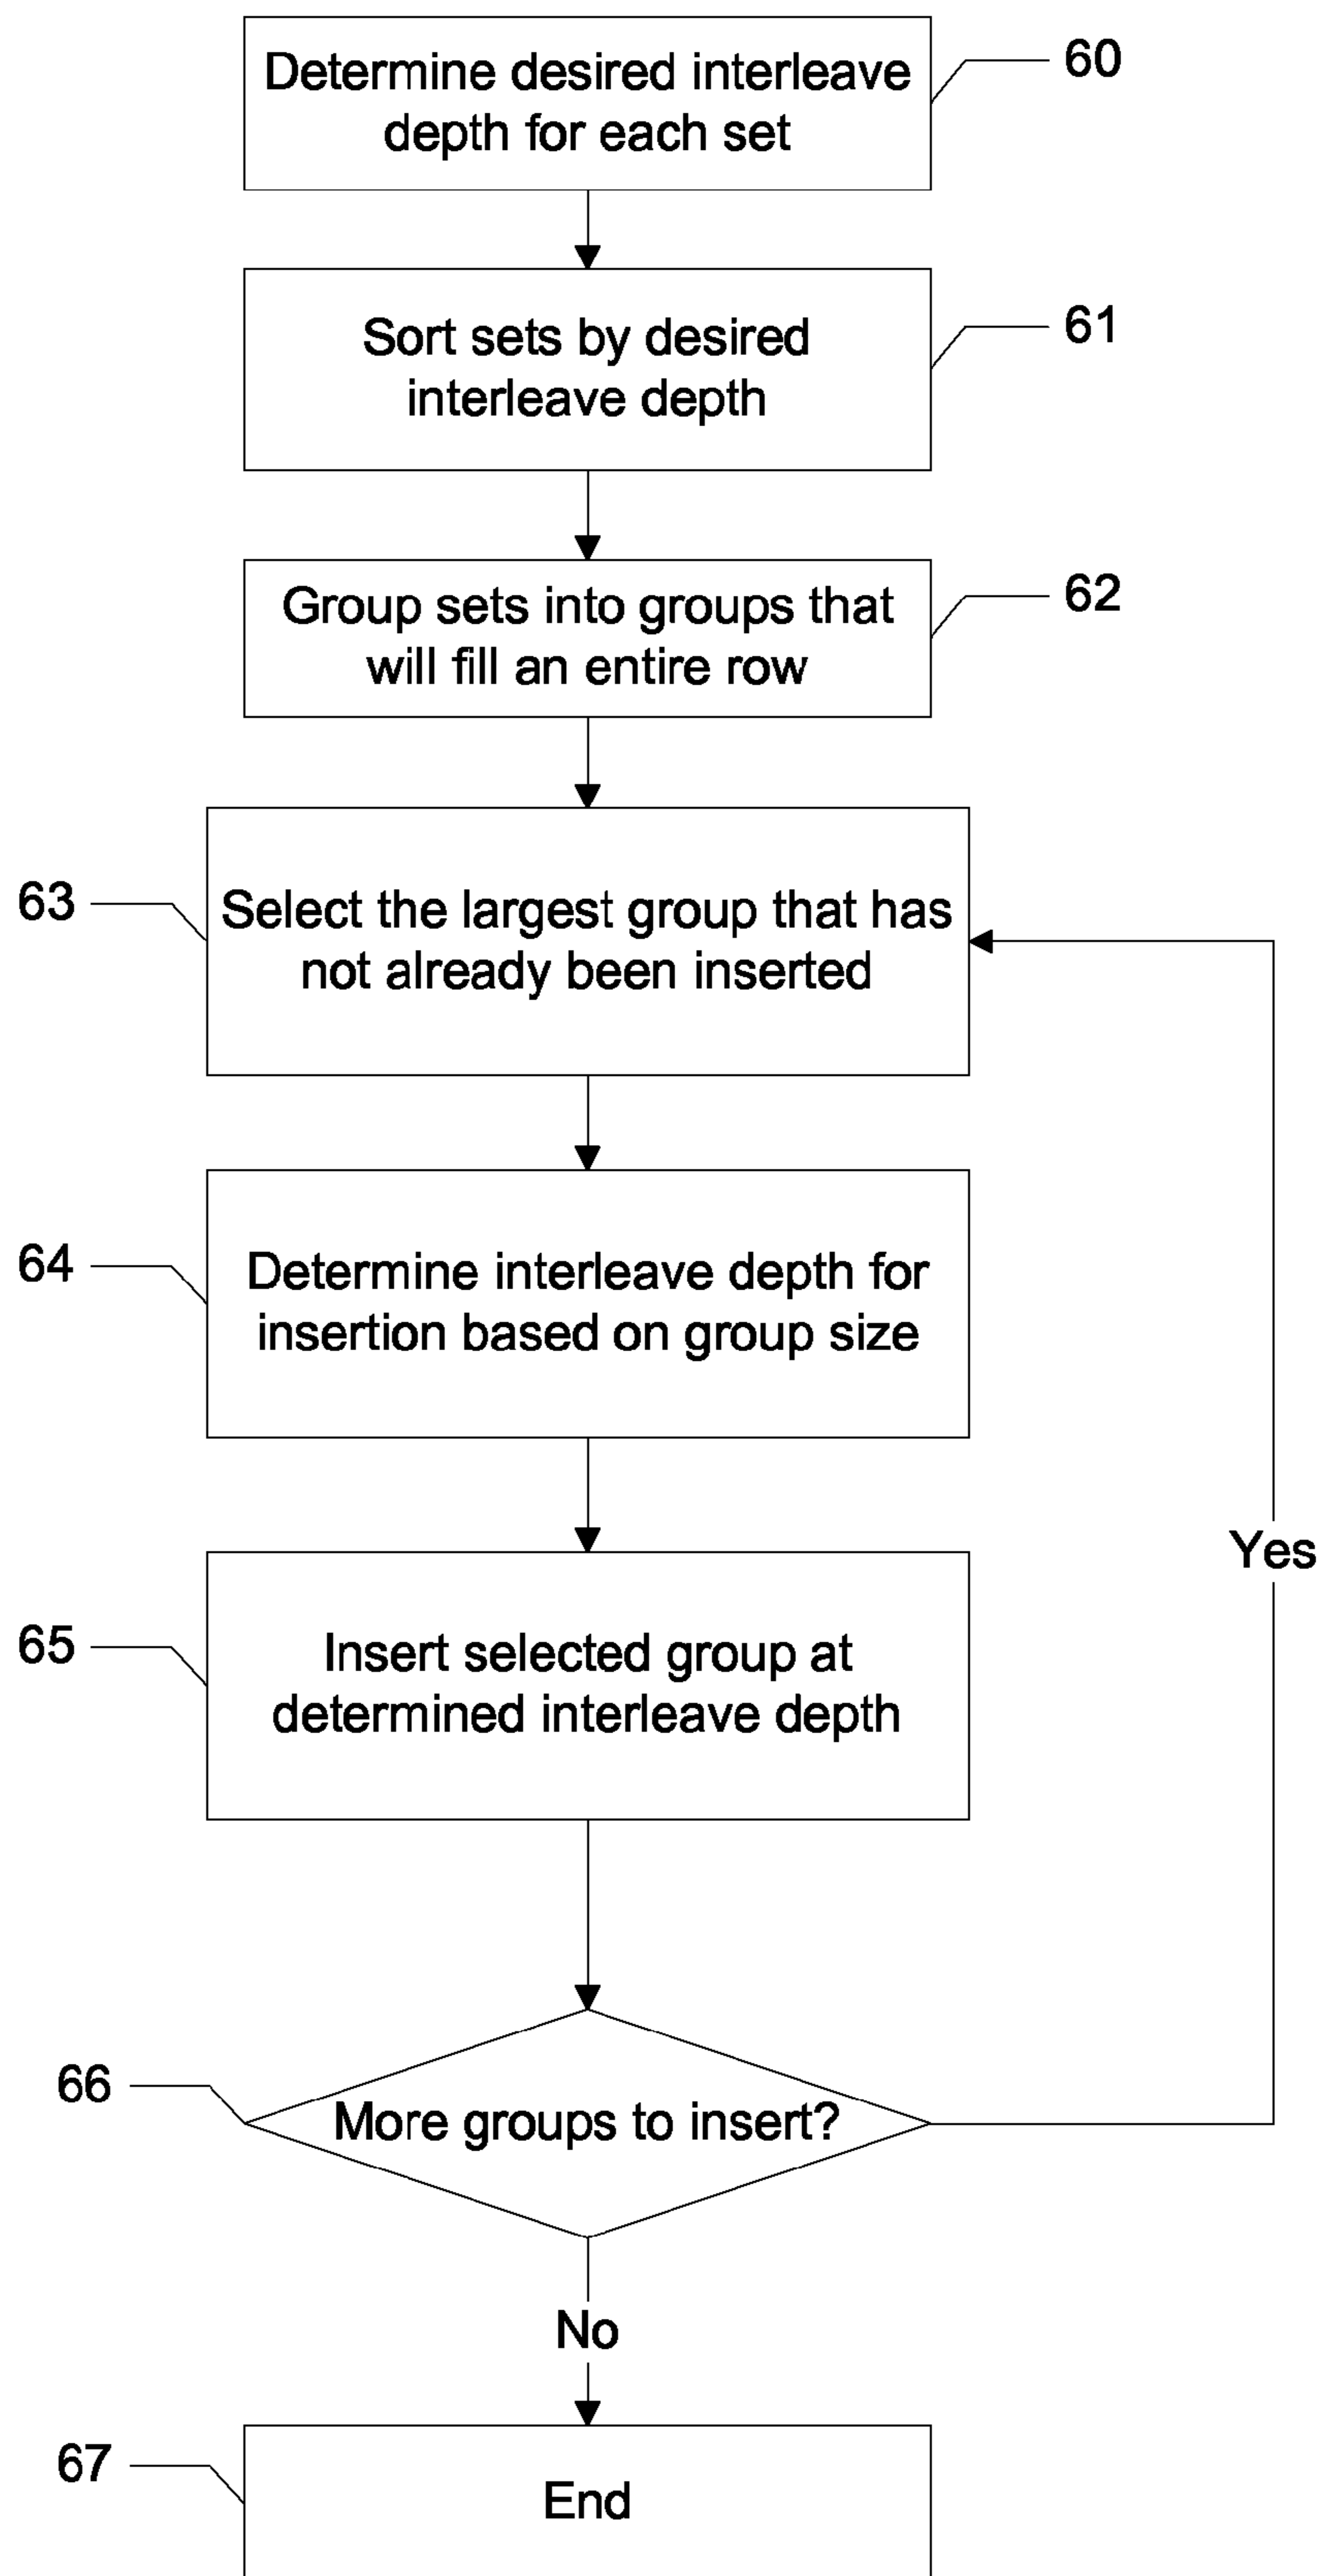 Determine desired interleave
depth for each set
60
Sort sets by desired
interleave depth
61
Group sets into groups that
will fill an entire row
62
63
Select the largest group that has
not already been inserted
64
Determine interleave depth for
insertion based on group size
65
Insert selected group at
determined interleave depth
Yes
66
More groups to insert?
No
67
End